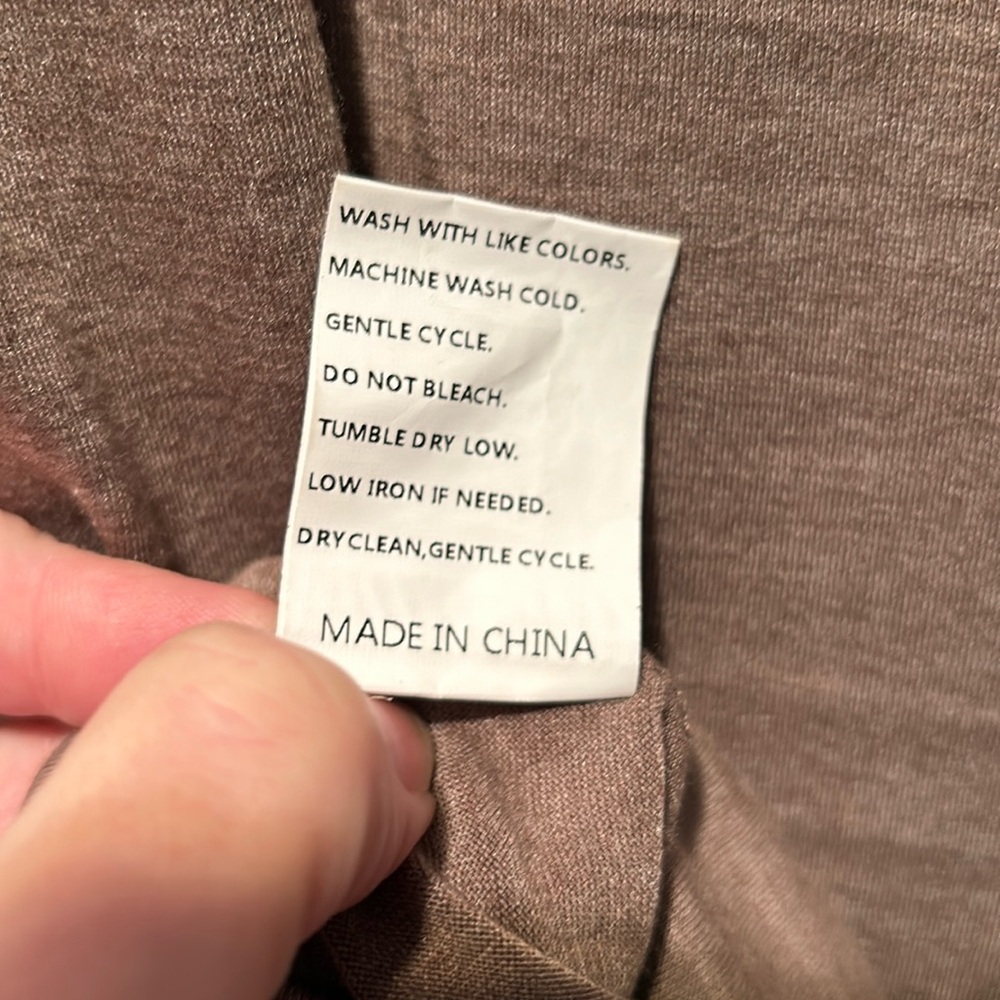 WASH WITH LIKE COLORS.
MACHINE WASH COLD.
GENTLE CYCLE.
DO NOT BLEACH.
TUMBLE DRY LOW.
LOW IRON IF NEEDED.
DRYCLEAN,GENTLE CYCLE.
MADE IN CHINA